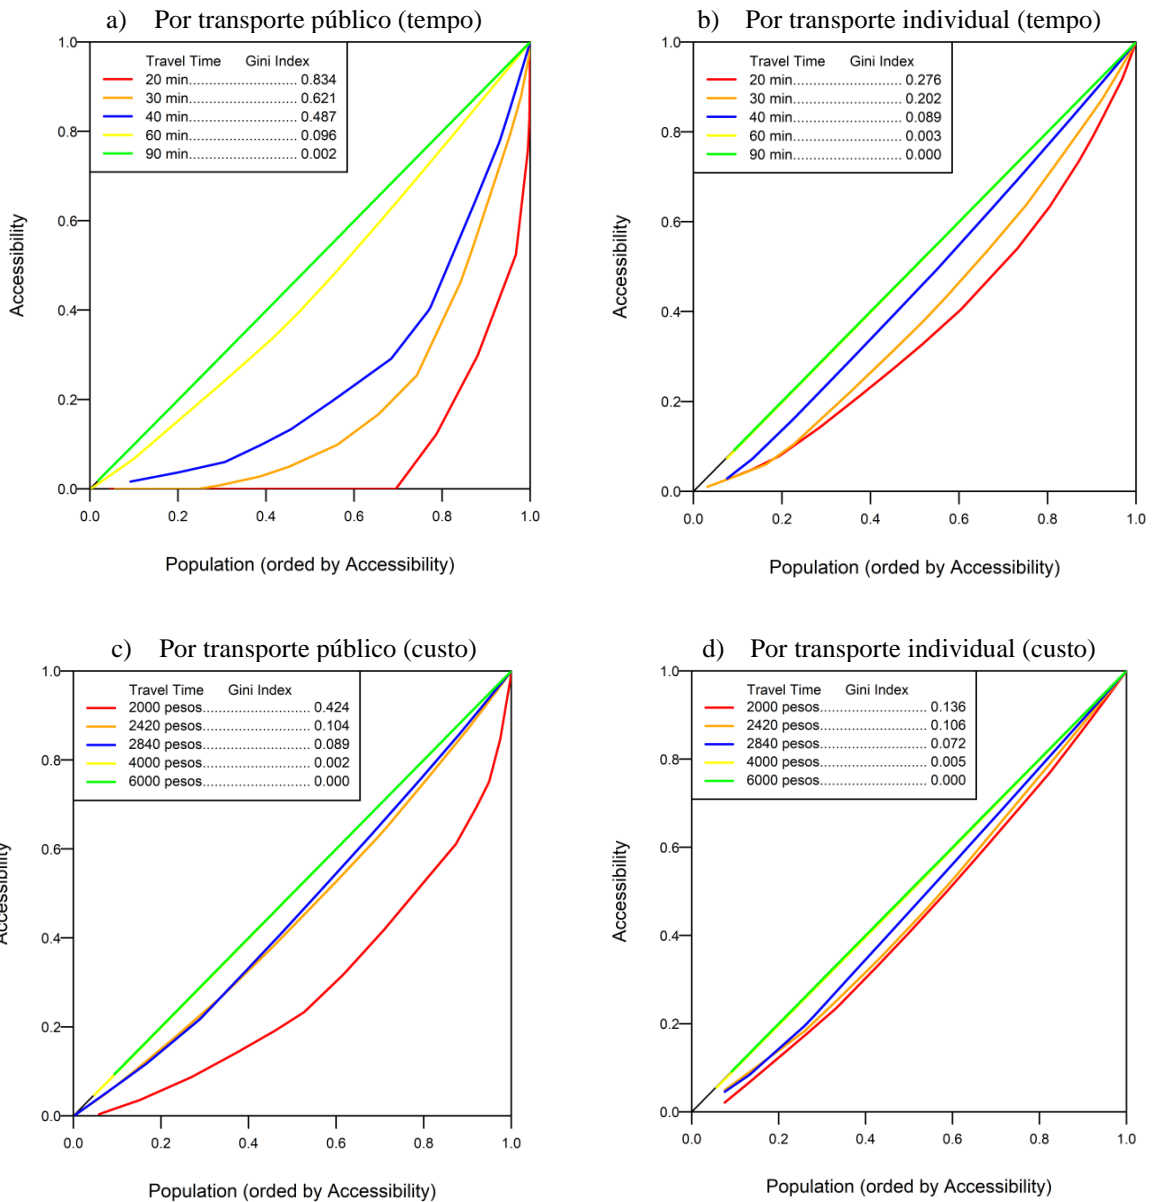 a) Por transporte público (tempo)
1.0
0.8
0.6
0.4
0.2
0.0
Accessibility
Travel Time Gini Index
20 min........................... 0.834
30 min........................... 0.621
40 min........................... 0.487
60 min........................... 0.096
90 min........................... 0.002
0.0 0.2 0.4 0.6 0.8 1.0
Population (orded by Accessibility)
b) Por transporte individual (tempo)
1.0
0.8
0.6
0.4
0.2
0.0
Accessibility
Travel Time Gini Index
20 min........................... 0.276
30 min........................... 0.202
40 min........................... 0.089
60 min........................... 0.003
90 min........................... 0.000
0.0 0.2 0.4 0.6 0.8 1.0
Population (orded by Accessibility)
c) Por transporte público (custo)
1.0
0.8
0.6
0.4
0.2
0.0
Accessibility
Travel Time Gini Index
2000 pesos........................... 0.424
2420 pesos........................... 0.104
2840 pesos........................... 0.089
4000 pesos........................... 0.002
6000 pesos........................... 0.000
0.0 0.2 0.4 0.6 0.8 1.0
Population (orded by Accessibility)
d) Por transporte individual (custo)
1.0
0.8
0.6
0.4
0.2
0.0
Accessibility
Travel Time Gini Index
2000 pesos........................... 0.136
2420 pesos........................... 0.106
2840 pesos........................... 0.072
4000 pesos........................... 0.005
6000 pesos........................... 0.000
0.0 0.2 0.4 0.6 0.8 1.0
Population (orded by Accessibility)